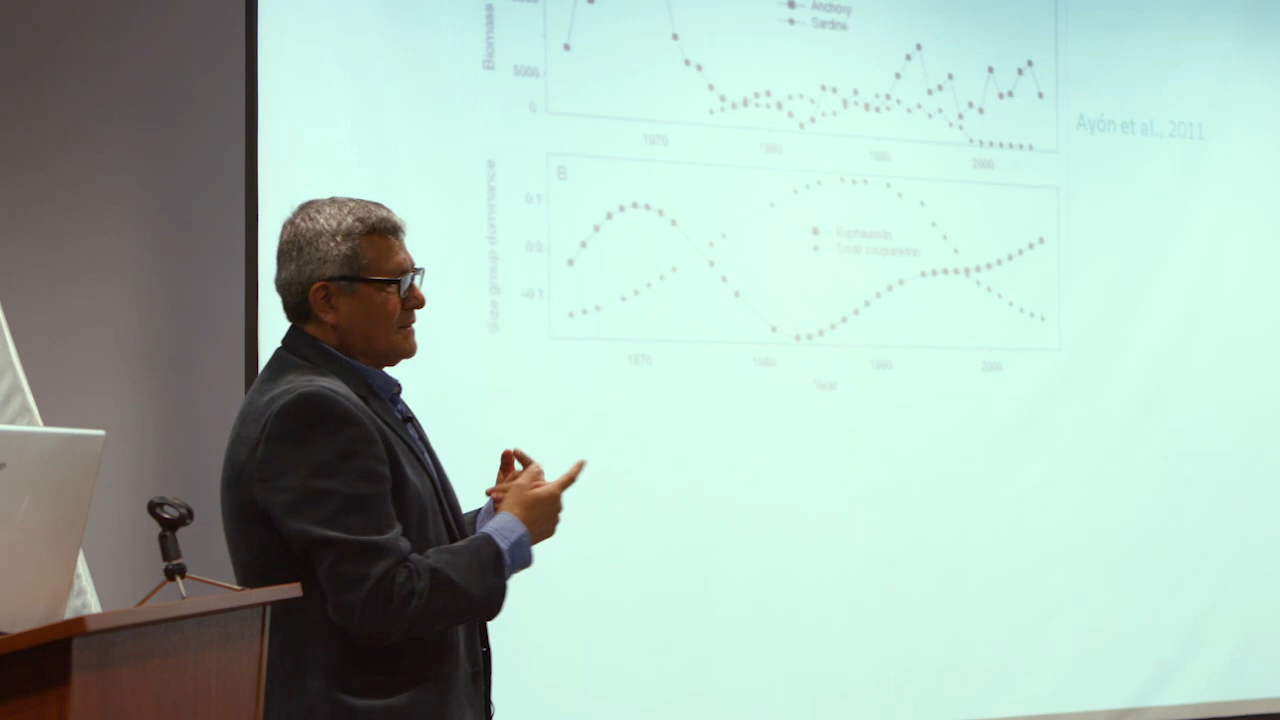 Anchovy
Sardine
Biomass
5000
0
1970
1980
1990
2000
Ayón et al., 2011
B
Size group dominance
0.1
0.0
-0.1
Euphausiids
Small zooplankton
1970
1980
1990
2000
Year